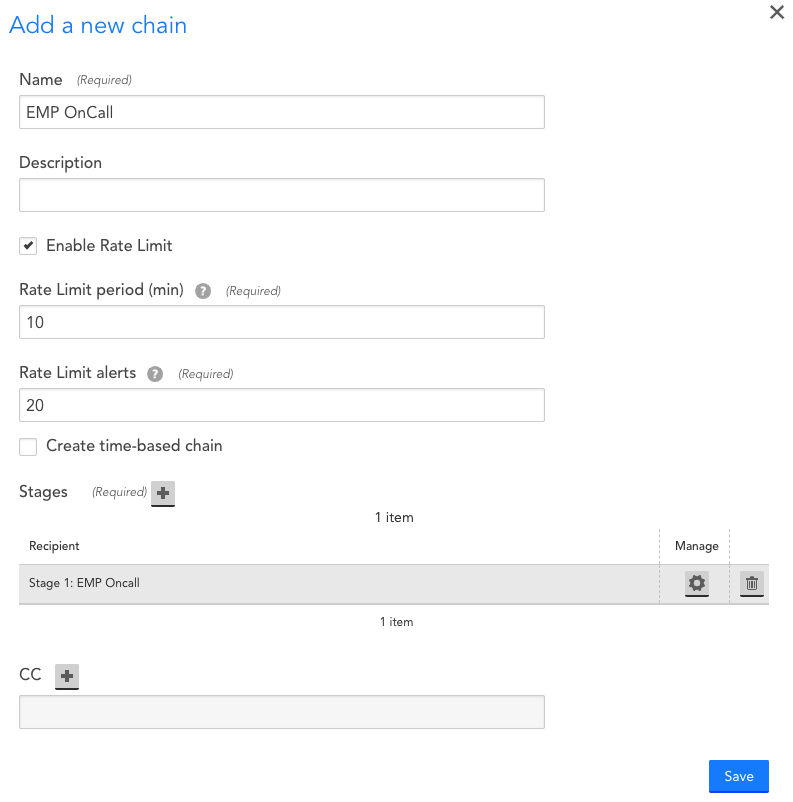 Add a new chain
Name (Required)
EMP OnCall
Description
Enable Rate Limit
Rate Limit period (min) ? (Required)
10
Rate Limit alerts ? (Required)
20
Create time-based chain
Stages (Required)
1 item
Recipient Manage
Stage 1: EMP Oncall
1 item
CC
Save